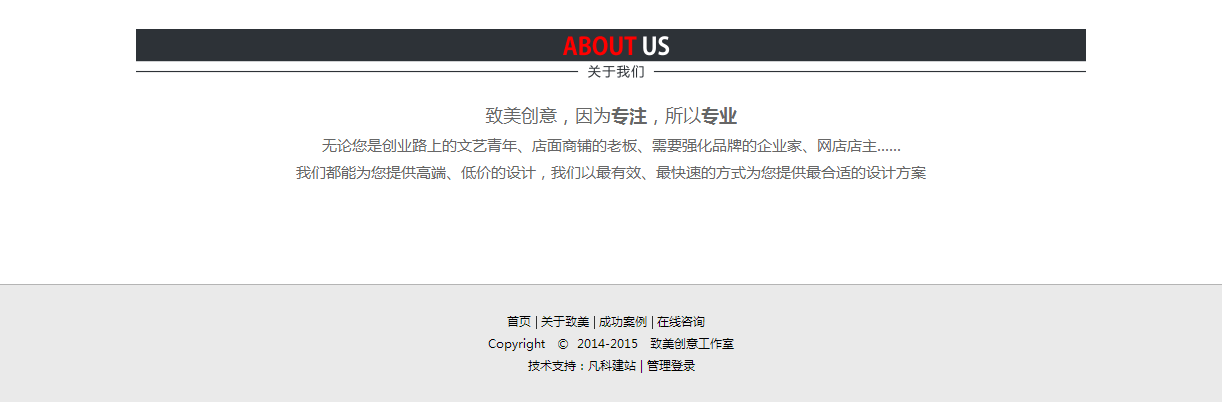 ABOUT US
关于我们
致美创意，因为专注，所以专业
无论您是创业路上的文艺青年、店面商铺的老板、需要强化品牌的企业家、网店店主......
我们都能为您提供高端、低价的设计，我们以最有效、最快速的方式为您提供最合适的设计方案
首页 | 关于致美 | 成功案例 | 在线咨询
Copyright © 2014-2015 致美创意工作室
技术支持：凡科建站 | 管理登录